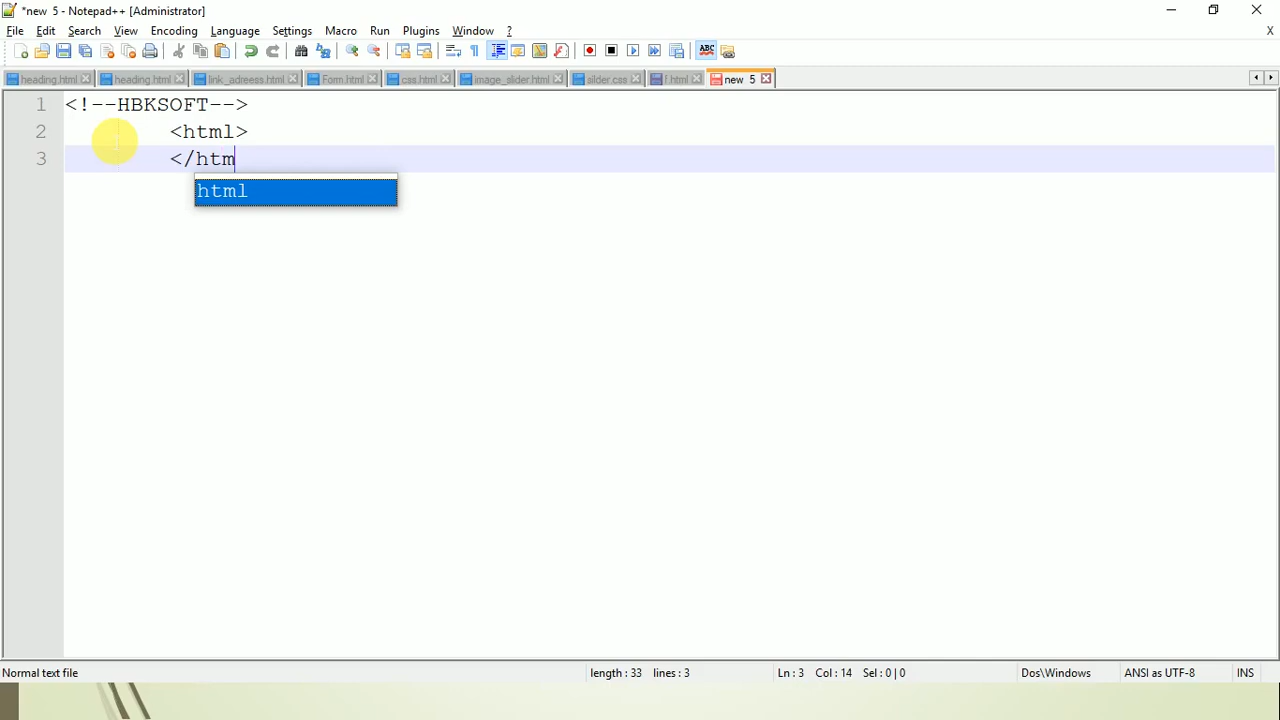 *new 5 - Notepad++ [Administrator]
File Edit Search View Encoding Language Settings Macro Run Plugins Window ? X
ABC
heading.html heading.html link_adreess.html Form.html css.html image_slider.html silder.css f.html new 5
1 <!--HBKSOFT-->
2 <html>
3 </htm
html
Normal text file length : 33 lines : 3 Ln : 3 Col : 14 Sel : 0 | 0 Dos\Windows ANSI as UTF-8 INS